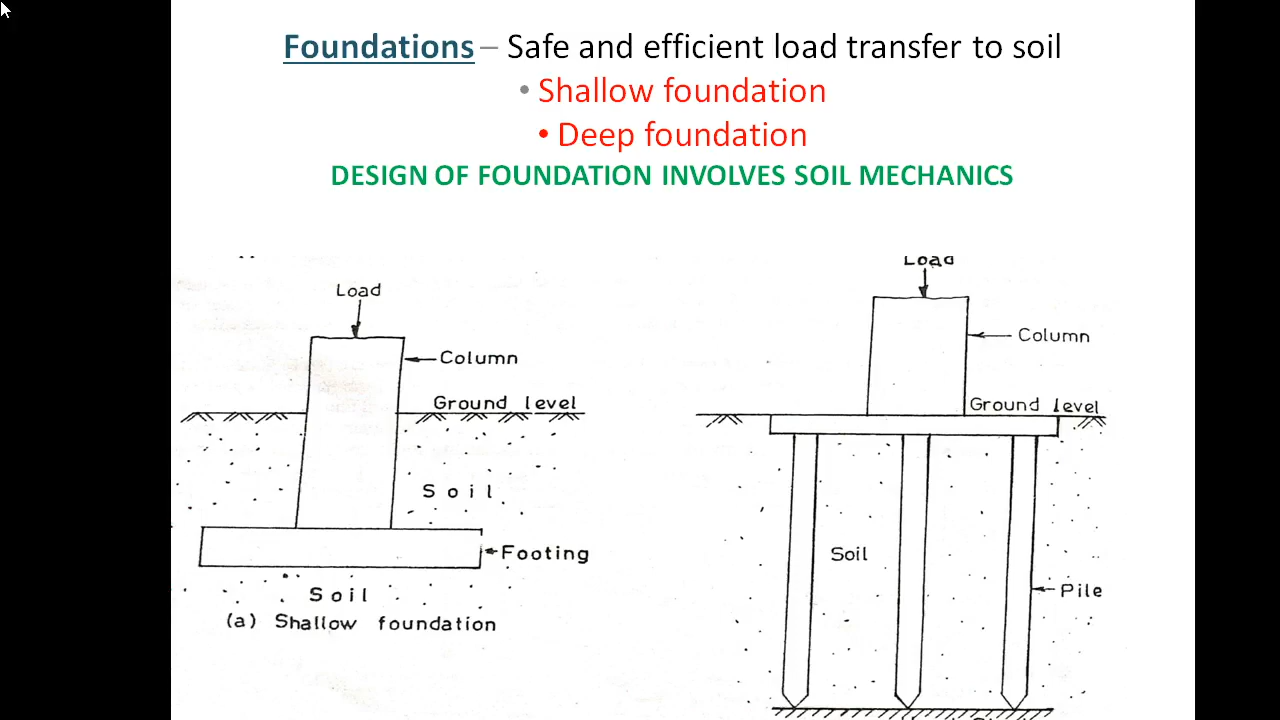 Foundations – Safe and efficient load transfer to soil
• Shallow foundation
• Deep foundation
DESIGN OF FOUNDATION INVOLVES SOIL MECHANICS
Load
Column
Ground level
Soil
Footing
Soil
(a) Shallow foundation
Load
Column
Ground level
Soil
Pile